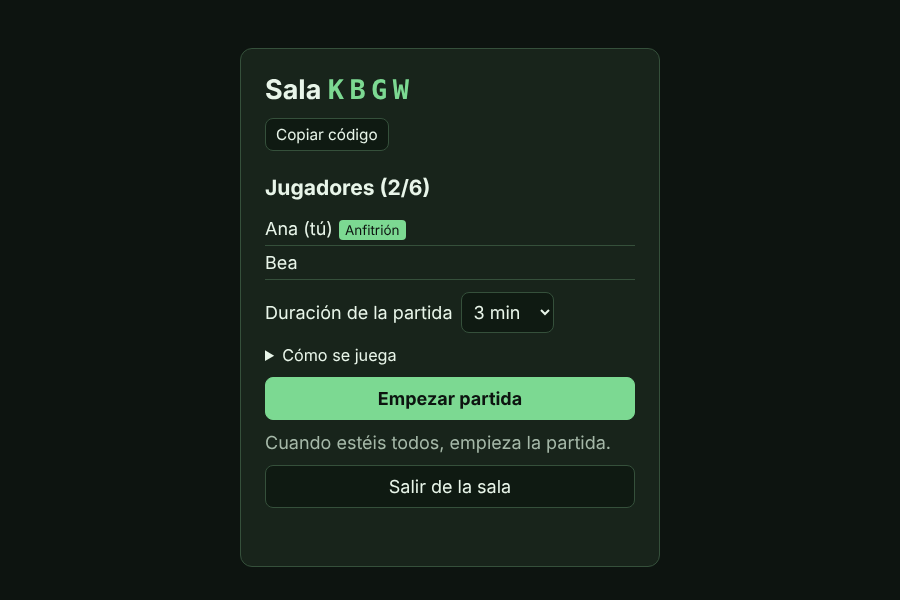 Sala KBGW
Copiar código
Jugadores (2/6)
Ana (tú) Anfitrión
Bea
Duración de la partida 3 min
Cómo se juega
Empezar partida
Cuando estéis todos, empieza la partida.
Salir de la sala